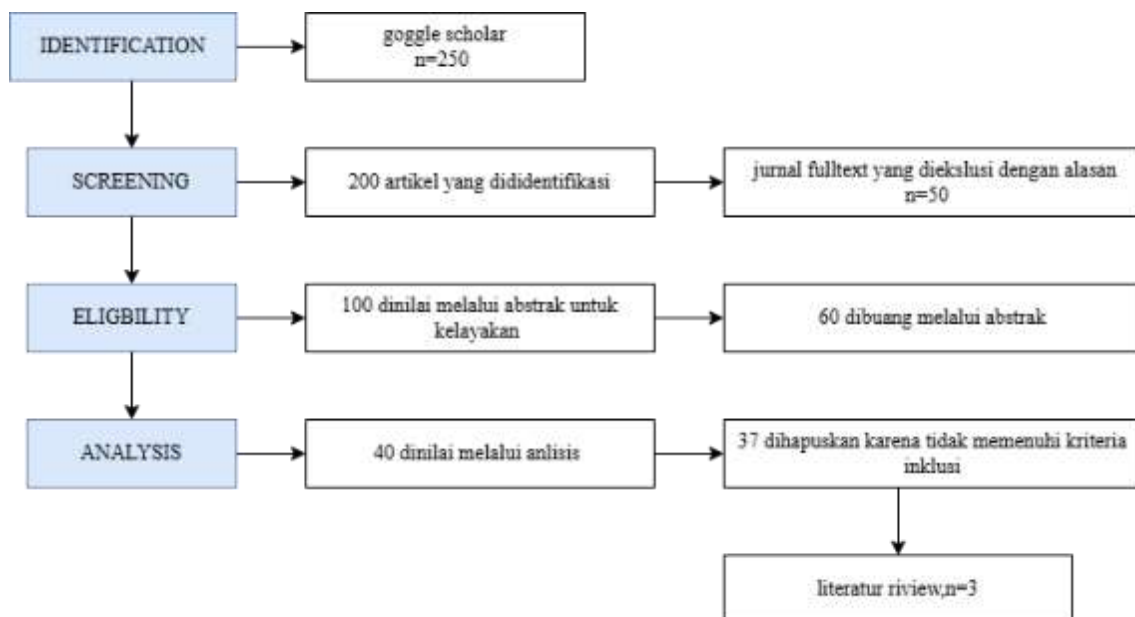 IDENTIFICATION
goggle scholar
n=250
SCREENING
200 artikel yang dididentifikasi
jurnal fulltext yang diekslusi dengan alasan
n=50
ELIGBILITY
100 dinilai melalui abstrak untuk
kelayakan
60 dibuang melalui abstrak
ANALYSIS
40 dinilai melalui anlisis
37 dihapuskan karena tidak memenuhi kriteria
inklusi
literatur riview,n=3